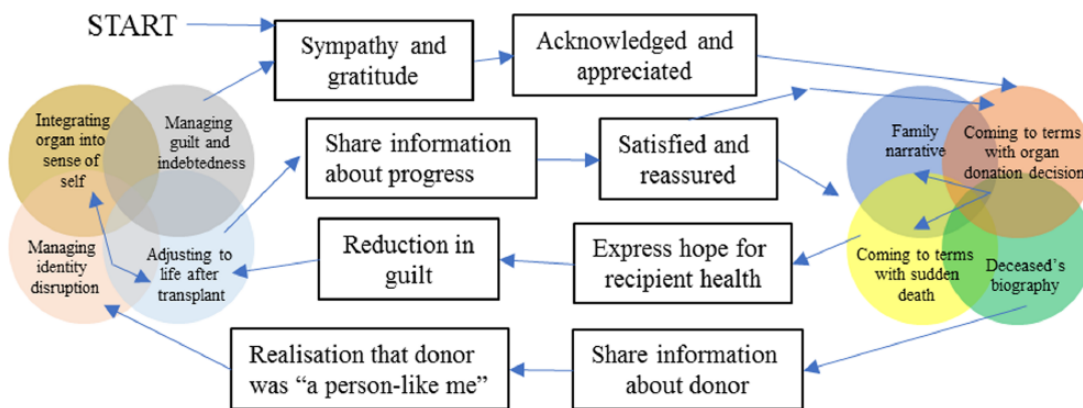 START
Sympathy and
gratitude
Acknowledged and
appreciated
Integrating
organ into
sense of
self
Managing
guilt and
indebtedness
Share information
about progress
Satisfied and
reassured
Family
narrative
Coming to terms
with organ
donation decision
Managing
identity
disruption
Adjusting to
life after
transplant
Reduction in
guilt
Express hope for
recipient health
Coming to terms
with sudden
death
Deceased's
biography
Realisation that donor
was “a person-like me”
Share information
about donor